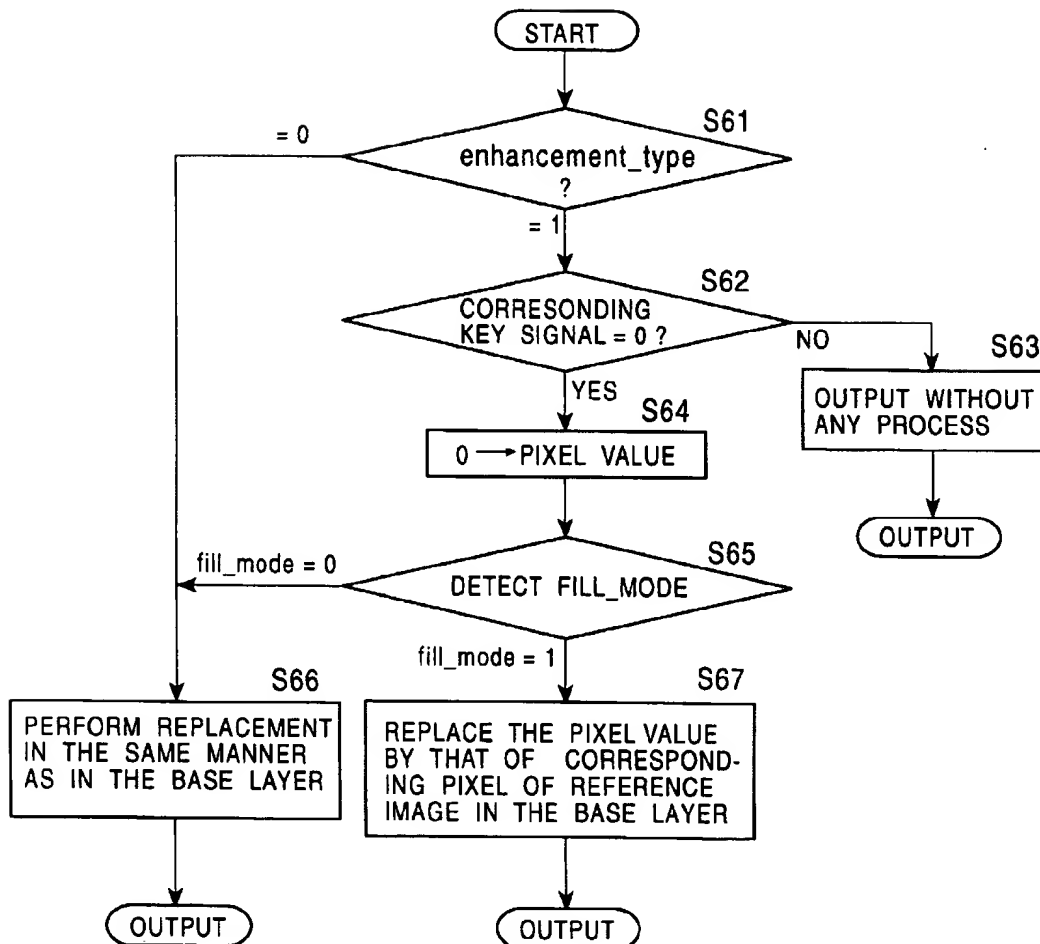 START
S61
= 0
enhancement_type
?
= 1
S62
CORRESONDING
KEY SIGNAL = 0 ?
NO
S63
YES
OUTPUT WITHOUT
ANY PROCESS
S64
0 → PIXEL VALUE
OUTPUT
S65
fill_mode = 0
DETECT FILL_MODE
fill_mode = 1
S66
S67
PERFORM REPLACEMENT
IN THE SAME MANNER
AS IN THE BASE LAYER
REPLACE THE PIXEL VALUE
BY THAT OF CORRESPOND-
ING PIXEL OF REFERENCE
IMAGE IN THE BASE LAYER
OUTPUT
OUTPUT